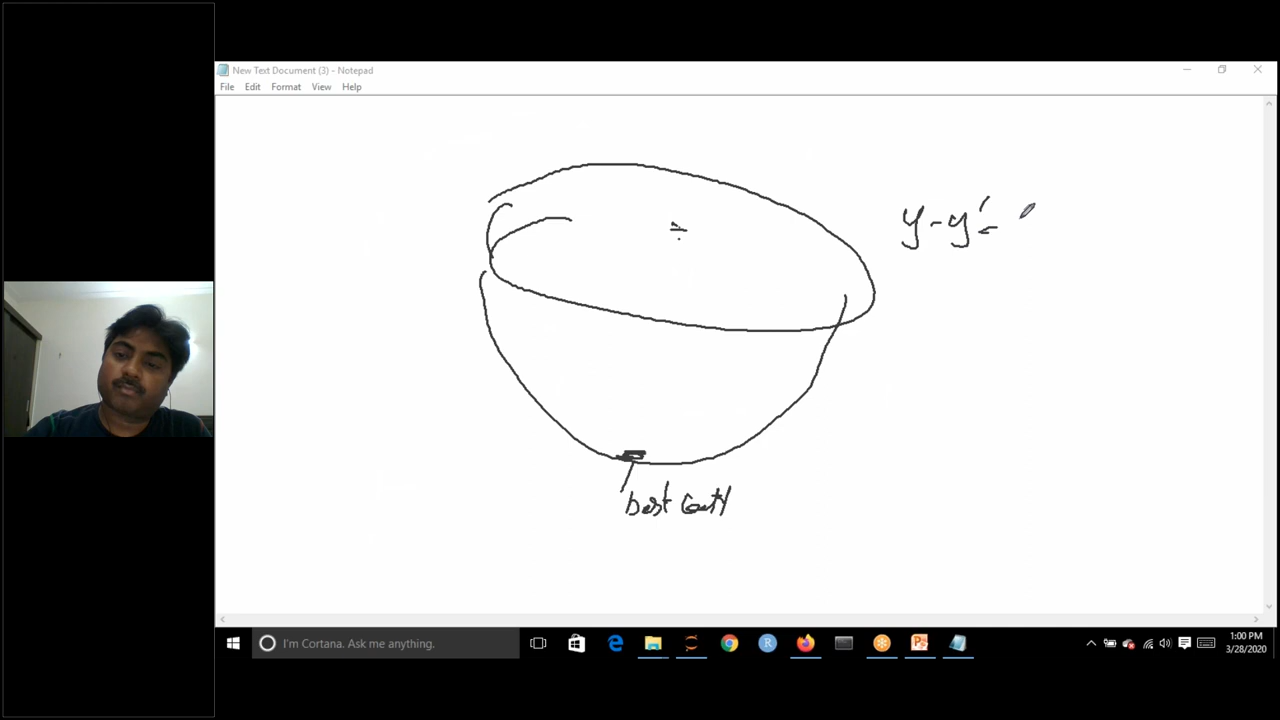 New Text Document (3) - Notepad
File Edit Format View Help
y - y' =
best
I'm Cortana. Ask me anything.
1:00 PM
3/28/2020